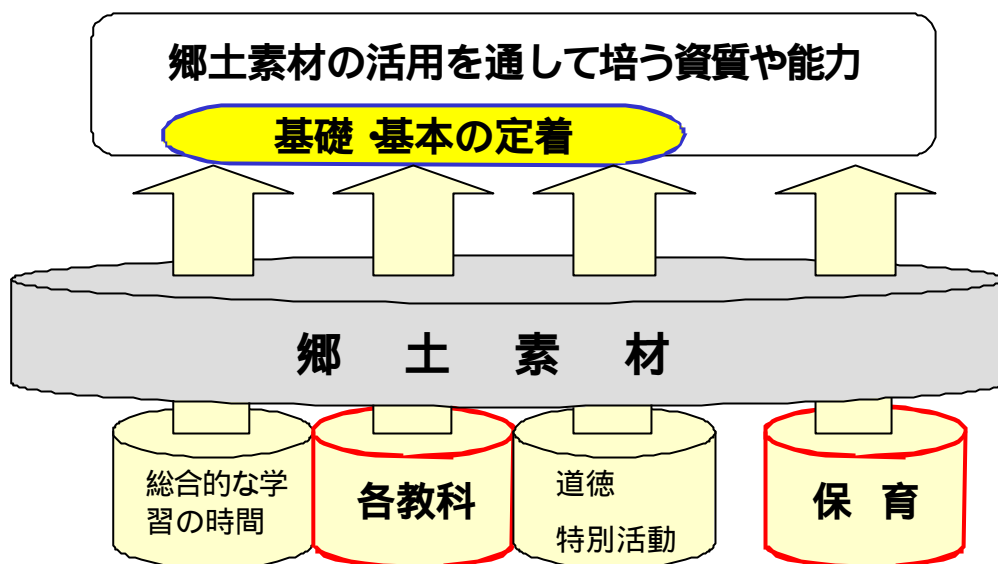 郷土素材の活用を通して培う資質や能力
基礎・基本の定着
郷土素材
総合的な学
習の時間
各教科
道徳
特別活動
保育